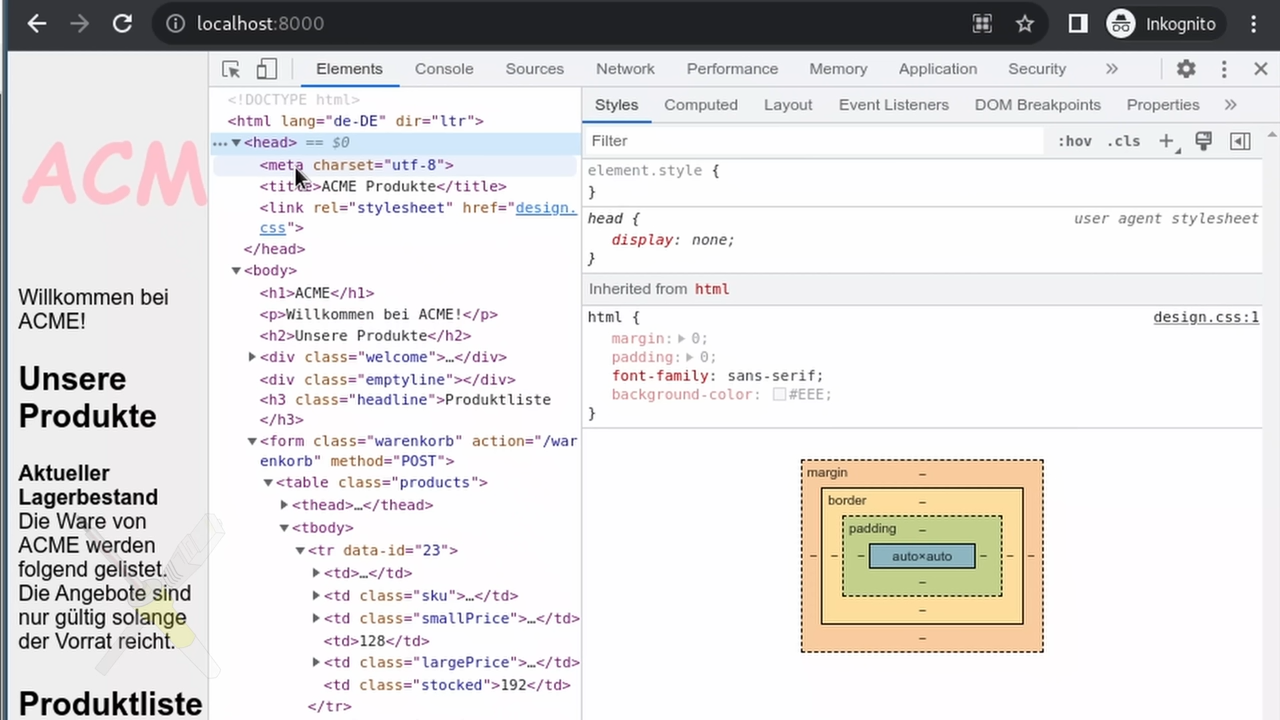 localhost:8000
Inkognito
Elements Console Sources Network Performance Memory Application Security
ACM
Willkommen bei
ACME!
Unsere
Produkte
Aktueller
Lagerbestand
Die Ware von
ACME werden
folgend gelistet.
Die Angebote sind
nur gültig solange
der Vorrat reicht.
Produktliste
<!DOCTYPE html>
<html lang="de-DE" dir="ltr">
… ▼<head> == $0
<meta charset="utf-8">
<title>ACME Produkte</title>
<link rel="stylesheet" href="design.
css">
</head>
▼<body>
<h1>ACME</h1>
<p>Willkommen bei ACME!</p>
<h2>Unsere Produkte</h2>
▶<div class="welcome">…</div>
<div class="emptyline"></div>
<h3 class="headline">Produktliste
</h3>
▼<form class="warenkorb" action="/war
enkorb" method="POST">
▼<table class="products">
▶<thead>…</thead>
▼<tbody>
▼<tr data-id="23">
▶<td>…</td>
▶<td class="sku">…</td>
▶<td class="smallPrice">…</td>
<td>128</td>
▶<td class="largePrice">…</td>
<td class="stocked">192</td>
</tr>
Styles Computed Layout Event Listeners DOM Breakpoints Properties
Filter :hov .cls
element.style {
}
head { user agent stylesheet
display: none;
}
Inherited from html
html { design.css:1
margin: ▶ 0;
padding: ▶ 0;
font-family: sans-serif;
background-color: #EEE;
}
margin –
border –
padding –
– – – auto×auto – – –
–
–
–